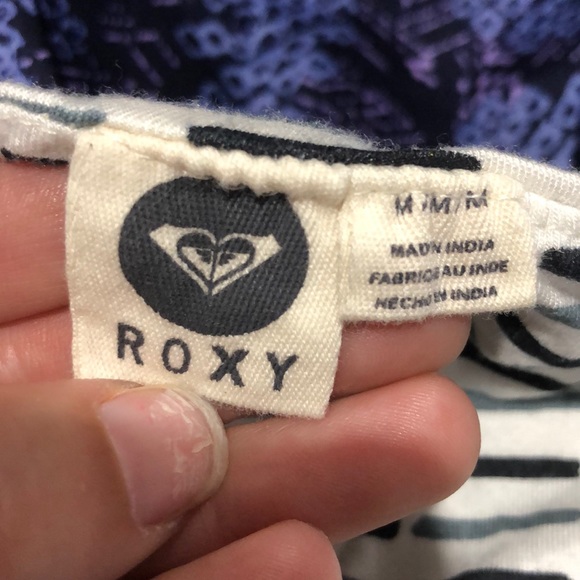 ROXY
M/M/M
MADE IN INDIA
FABRIQUE AU INDE
HECHO EN INDIA